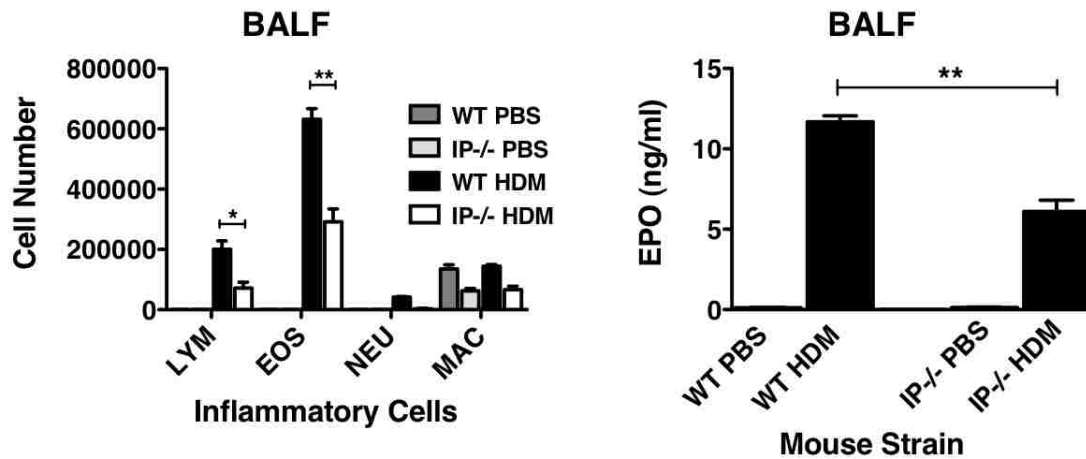 BALF
800000
600000
400000
200000
0
Cell Number
*
**
WT PBS
IP-/- PBS
WT HDM
IP-/- HDM
LYM
EOS
NEU
MAC
Inflammatory Cells
BALF
15
10
5
0
EPO (ng/ml)
**
WT PBS
WT HDM
IP-/- PBS
IP-/- HDM
Mouse Strain